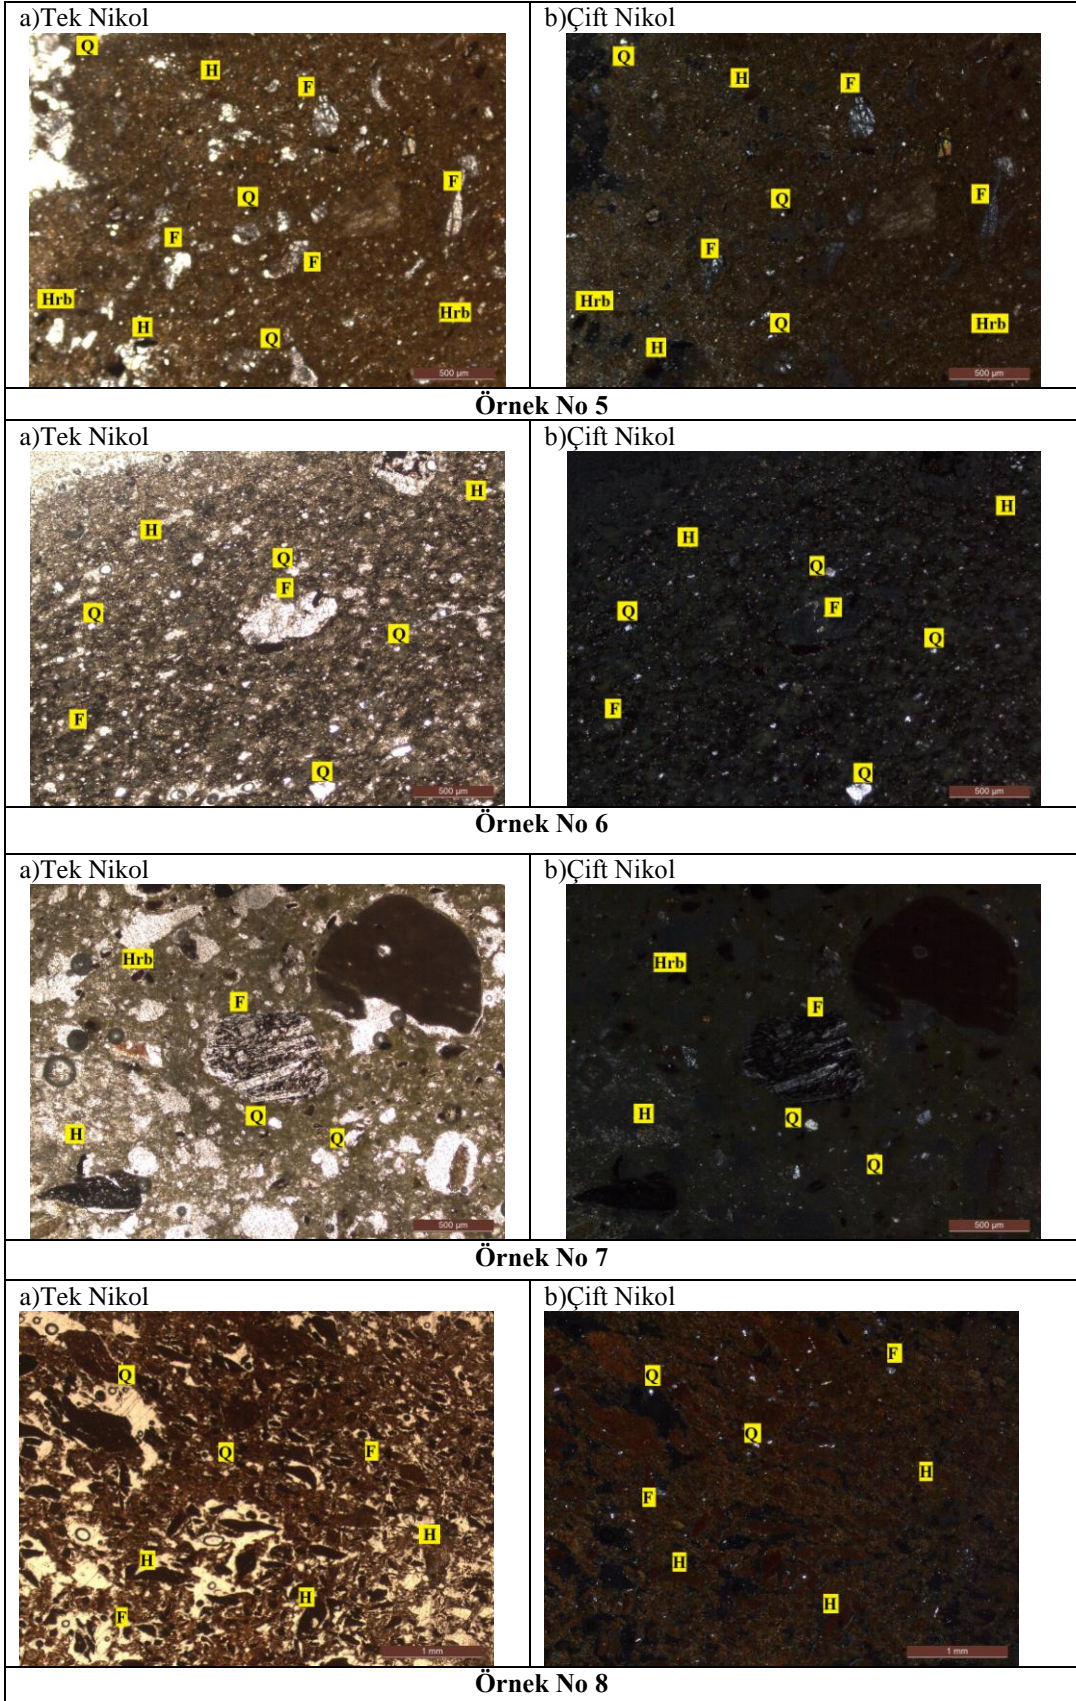 a)Tek Nikol
b)Çift Nikol
Q
H
F
Q
F
F
F
Hrb
Hrb
H
Q
500 µm
Q
H
F
Q
F
F
Hrb
Q
Hrb
H
500 µm
Örnek No 5
a)Tek Nikol
b)Çift Nikol
H
H
Q
F
Q
Q
F
Q
500 µm
H
H
Q
F
Q
Q
F
Q
500 µm
Örnek No 6
a)Tek Nikol
b)Çift Nikol
Hrb
F
Q
H
Q
500 µm
Hrb
F
H
Q
Q
500 µm
Örnek No 7
a)Tek Nikol
b)Çift Nikol
Q
Q
F
H
H
H
F
1 mm
F
Q
Q
H
F
H
H
1 mm
Örnek No 8